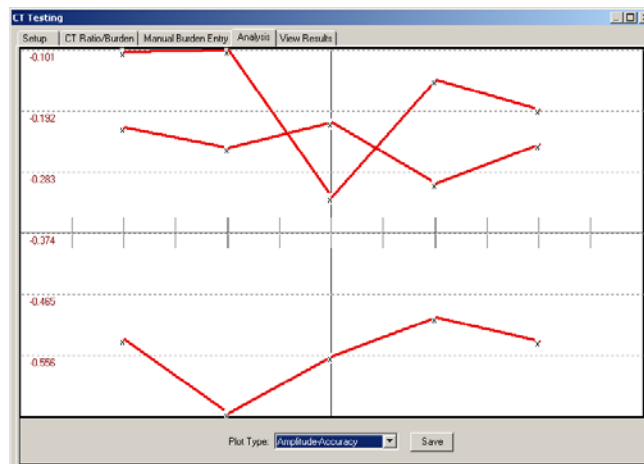 CT Testing
Setup CT Ratio/Burden Manual Burden Entry Analysis View Results
-0.101
-0.192
-0.283
-0.374
-0.465
-0.556
Plot Type: Amplitude-Accuracy Save